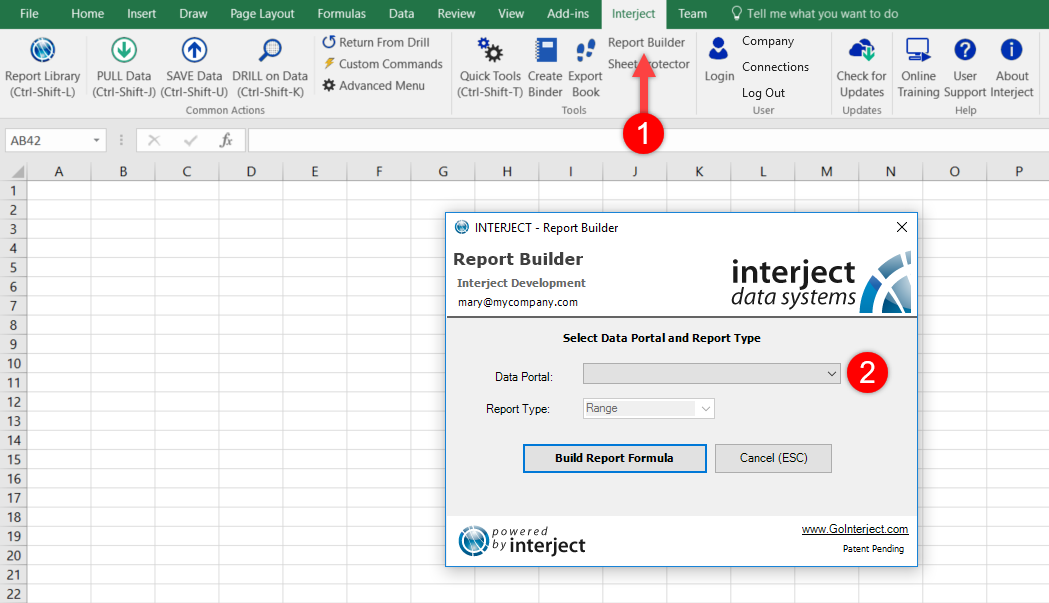 File Home Insert Draw Page Layout Formulas Data Review View Add-ins Interject Team Tell me what you want to do
Report Library
(Ctrl-Shift-L)
PULL Data
(Ctrl-Shift-J)
SAVE Data
(Ctrl-Shift-U)
DRILL on Data
(Ctrl-Shift-K)
Return From Drill
Custom Commands
Advanced Menu
Common Actions
Quick Tools
(Ctrl-Shift-T)
Create
Binder
Export
Book
Report Builder
Sheet Protector
Tools
Login
Company
Connections
Log Out
User
Check for
Updates
Updates
Online
Training
User
Support
About
Interject
Help
1
AB42 fx
A B C D E F G H I J K L M N O P
1
2
3
4
5
6
7
8
9
10
11
12
13
14
15
16
17
18
19
20
21
22
INTERJECT - Report Builder
Report Builder
Interject Development
mary@mycompany.com
interject
data systems
Select Data Portal and Report Type
Data Portal:
2
Report Type: Range
Build Report Formula Cancel (ESC)
powered
by interject
www.GoInterject.com
Patent Pending